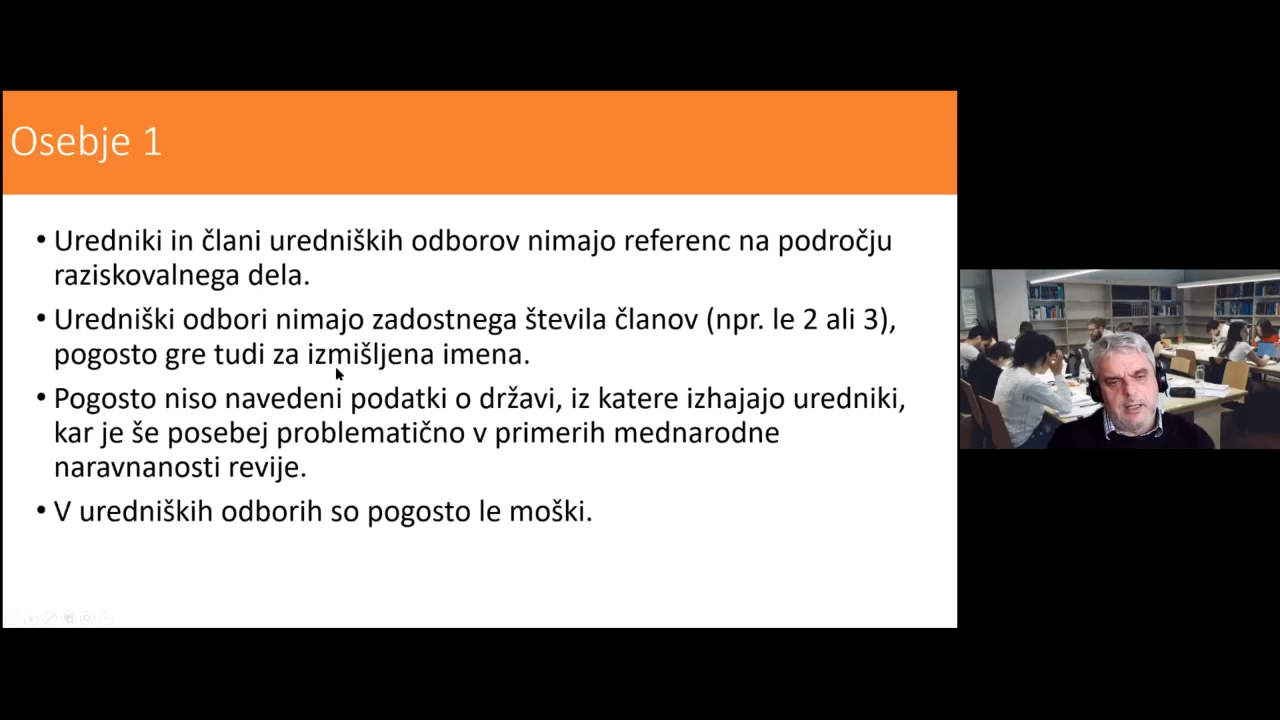 Osebje 1
• Uredniki in člani uredniških odborov nimajo referenc na področju
raziskovalnega dela.
• Uredniški odbori nimajo zadostnega števila članov (npr. le 2 ali 3),
pogosto gre tudi za izmišljena imena.
• Pogosto niso navedeni podatki o državi, iz katere izhajajo uredniki,
kar je še posebej problematično v primerih mednarodne
naravnanosti revije.
• V uredniških odborih so pogosto le moški.